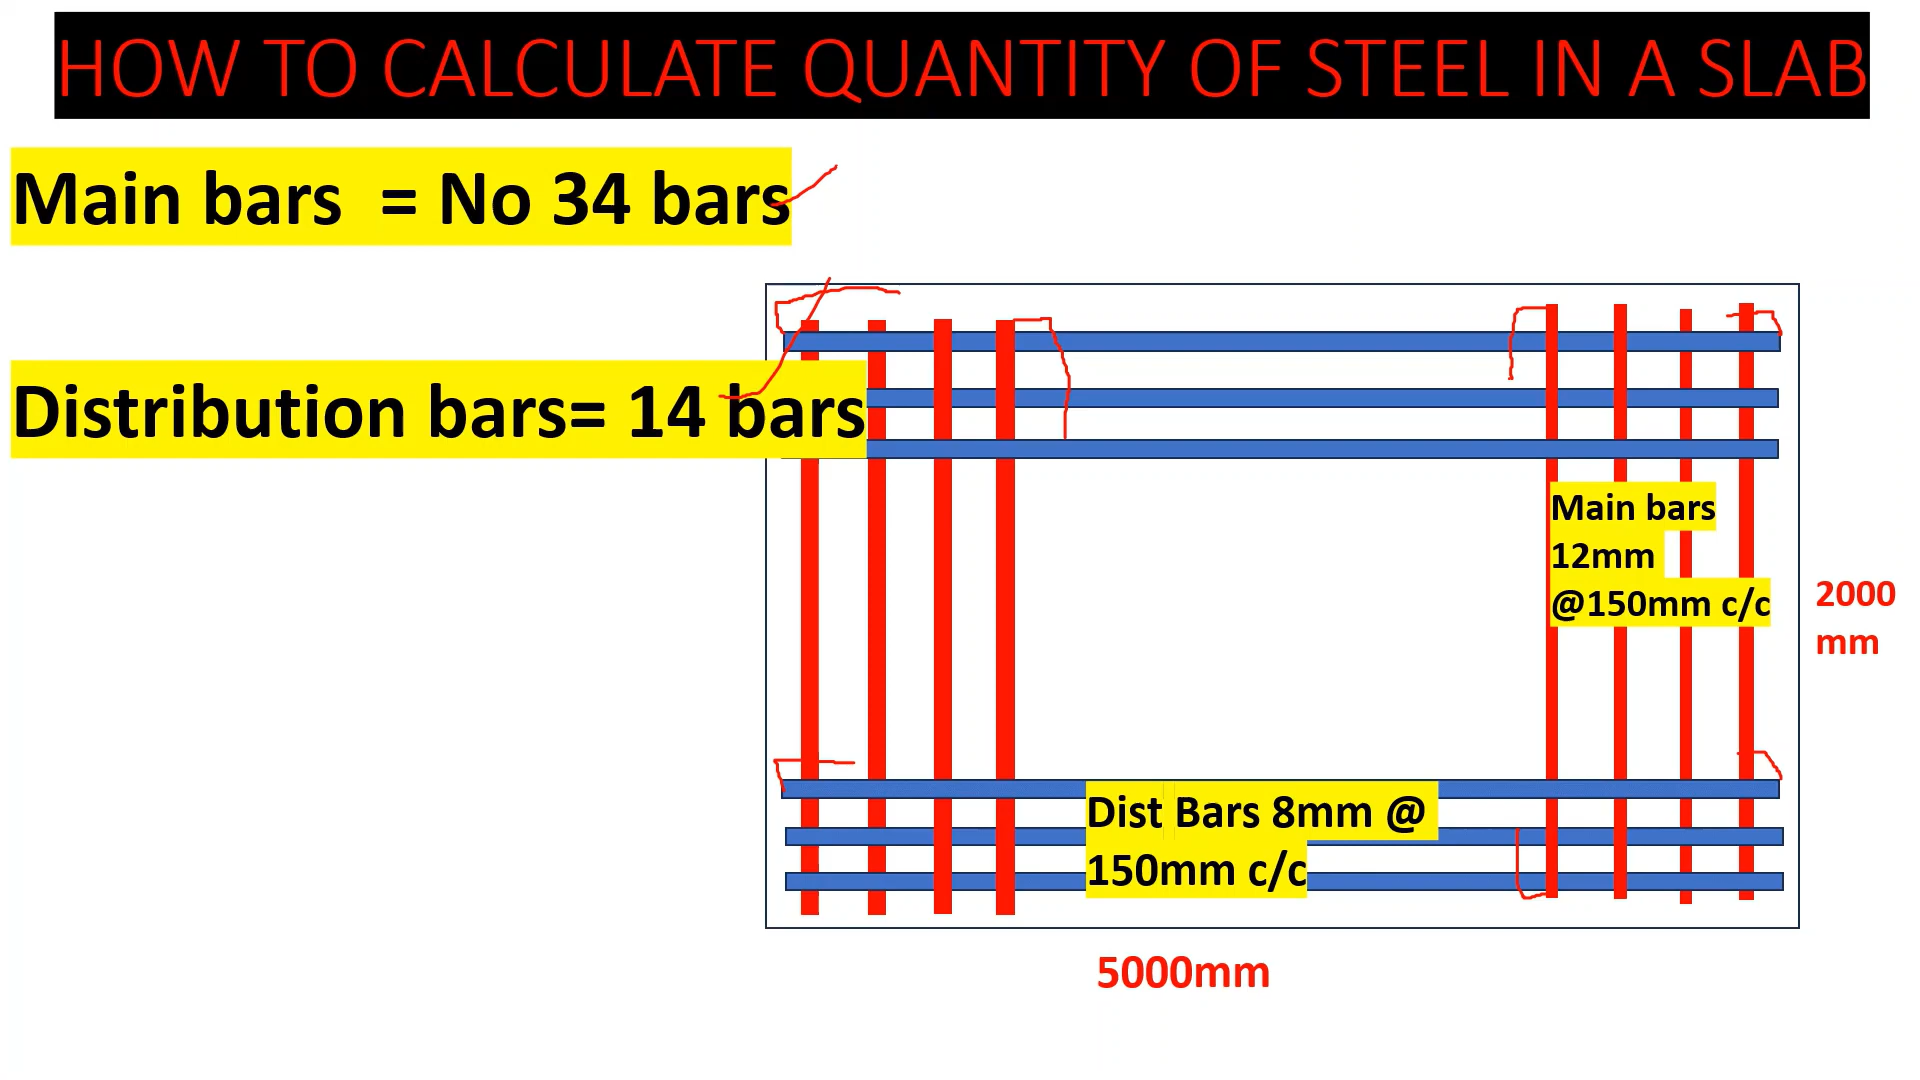 HOW TO CALCULATE QUANTITY OF STEEL IN A SLAB
Main bars = No 34 bars
Distribution bars= 14 bars
Main bars
12mm
@150mm c/c
2000
mm
Dist Bars 8mm @
150mm c/c
5000mm